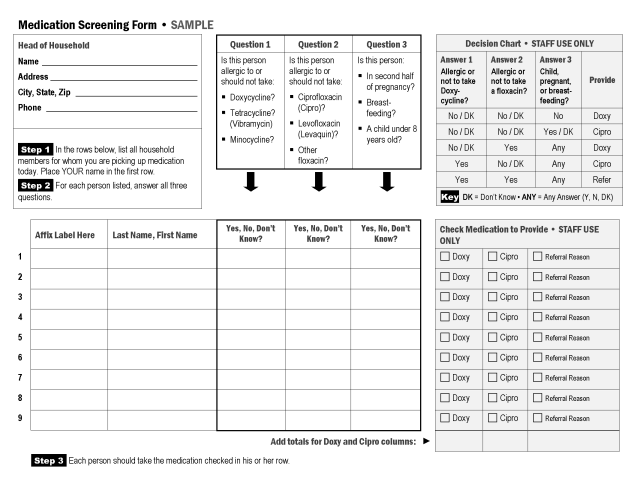 Medication Screening Form • SAMPLE
Head of Household
Name
Address
City, State, Zip
Phone
Step 1 In the rows below, list all household
members for whom you are picking up medication
today. Place YOUR name in the first row.
Step 2 For each person listed, answer all three
questions.
Question 1
Is this person
allergic to or
should not take:
▪ Doxycycline?
▪ Tetracycline?
(Vibramycin)
▪ Minocycline?
Question 2
Is this person
allergic to or
should not take:
▪ Ciprofloxacin
(Cipro)?
▪ Levofloxacin
(Levaquin)?
▪ Other
floxacin?
Question 3
Is this person:
▪ In second half
of pregnancy?
▪ Breast-
feeding?
▪ A child under 8
years old?
Decision Chart • STAFF USE ONLY
Answer 1
Allergic or
not to take
Doxy-
cycline?
Answer 2
Allergic or
not to take
a floxacin?
Answer 3
Child,
pregnant,
or breast-
feeding?
Provide
No / DK No / DK No Doxy
No / DK No / DK Yes / DK Cipro
No / DK Yes Any Doxy
Yes No / DK Any Cipro
Yes Yes Any Refer
Key DK = Don't Know • ANY = Any Answer (Y, N, DK)
Affix Label Here
Last Name, First Name
Yes, No, Don't
Know?
Yes, No, Don't
Know?
Yes, No, Don't
Know?
Check Medication to Provide • STAFF USE
ONLY
1 Doxy Cipro Referral Reason
2 Doxy Cipro Referral Reason
3 Doxy Cipro Referral Reason
4 Doxy Cipro Referral Reason
5 Doxy Cipro Referral Reason
6 Doxy Cipro Referral Reason
7 Doxy Cipro Referral Reason
8 Doxy Cipro Referral Reason
9 Doxy Cipro Referral Reason
Add totals for Doxy and Cipro columns:
Step 3 Each person should take the medication checked in his or her row.